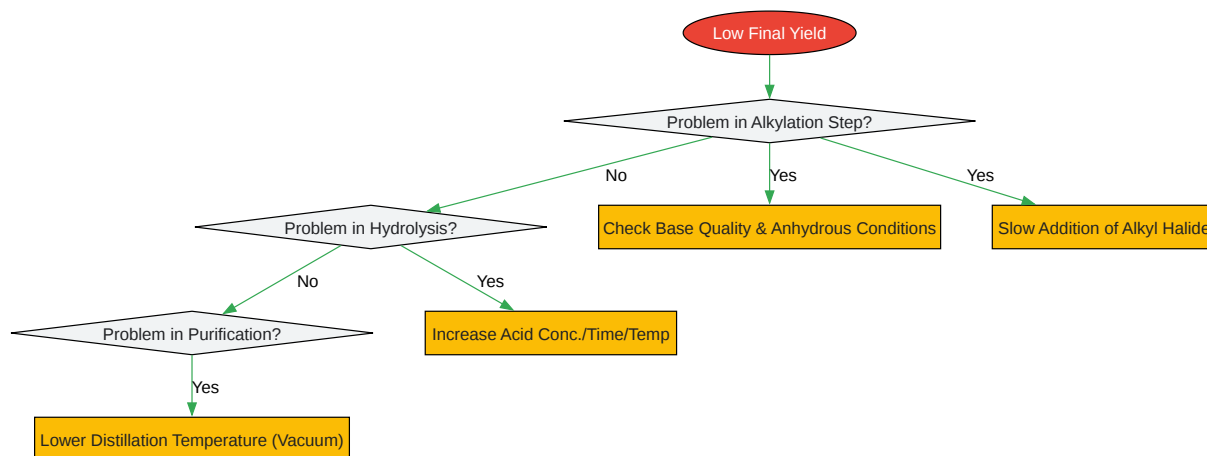 Low Final Yield
Problem in Alkylation Step?
No
Yes
Yes
Problem in Hydrolysis?
Check Base Quality & Anhydrous Conditions
Slow Addition of Alkyl Halide
No
Yes
Problem in Purification?
Increase Acid Conc./Time/Temp
Yes
Lower Distillation Temperature (Vacuum)